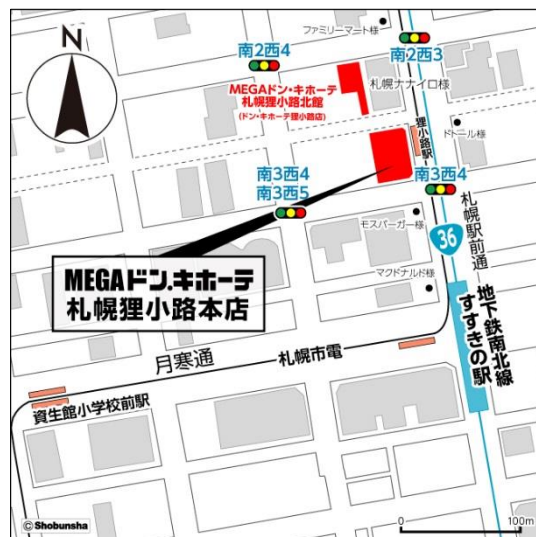 N
ファミリーマート様
南2西4
南2西3
MEGAドン・キホーテ
札幌狸小路北館
(ドン・キホーテ狸小路店)
札幌ナナイロ様
狸小路駅
ドトール様
南3西4
南3西5
南3西4
モスバーガー様
36
札幌駅前通
MEGAドン.キホーテ
札幌狸小路本店
マクドナルド様
地下鉄南北線
すすきの駅
月寒通
札幌市電
資生館小学校前駅
©Shobunsha
0 100m